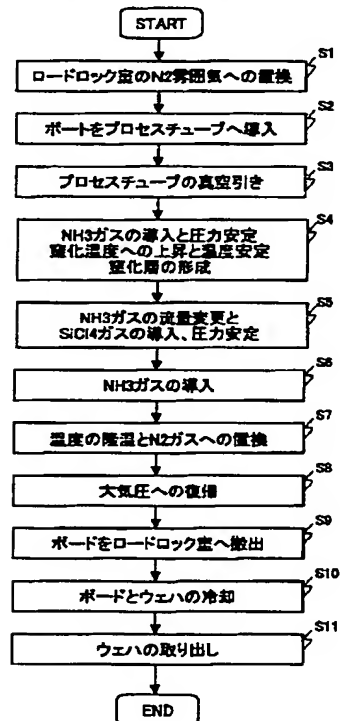 START
S1
ロードロック室のN2雰囲気への置換
S2
ボートをプロセスチューブへ導入
S3
プロセスチューブの真空引き
S4
NH3ガスの導入と圧力安定
窒化温度への上昇と温度安定
窒化層の形成
S5
NH3ガスの流量変更と
SiCl4ガスの導入、圧力安定
S6
NH3ガスの導入
S7
温度の降温とN2ガスへの置換
S8
大気圧への復帰
S9
ボードをロードロック室へ搬出
S10
ボードとウェハの冷却
S11
ウェハの取り出し
END